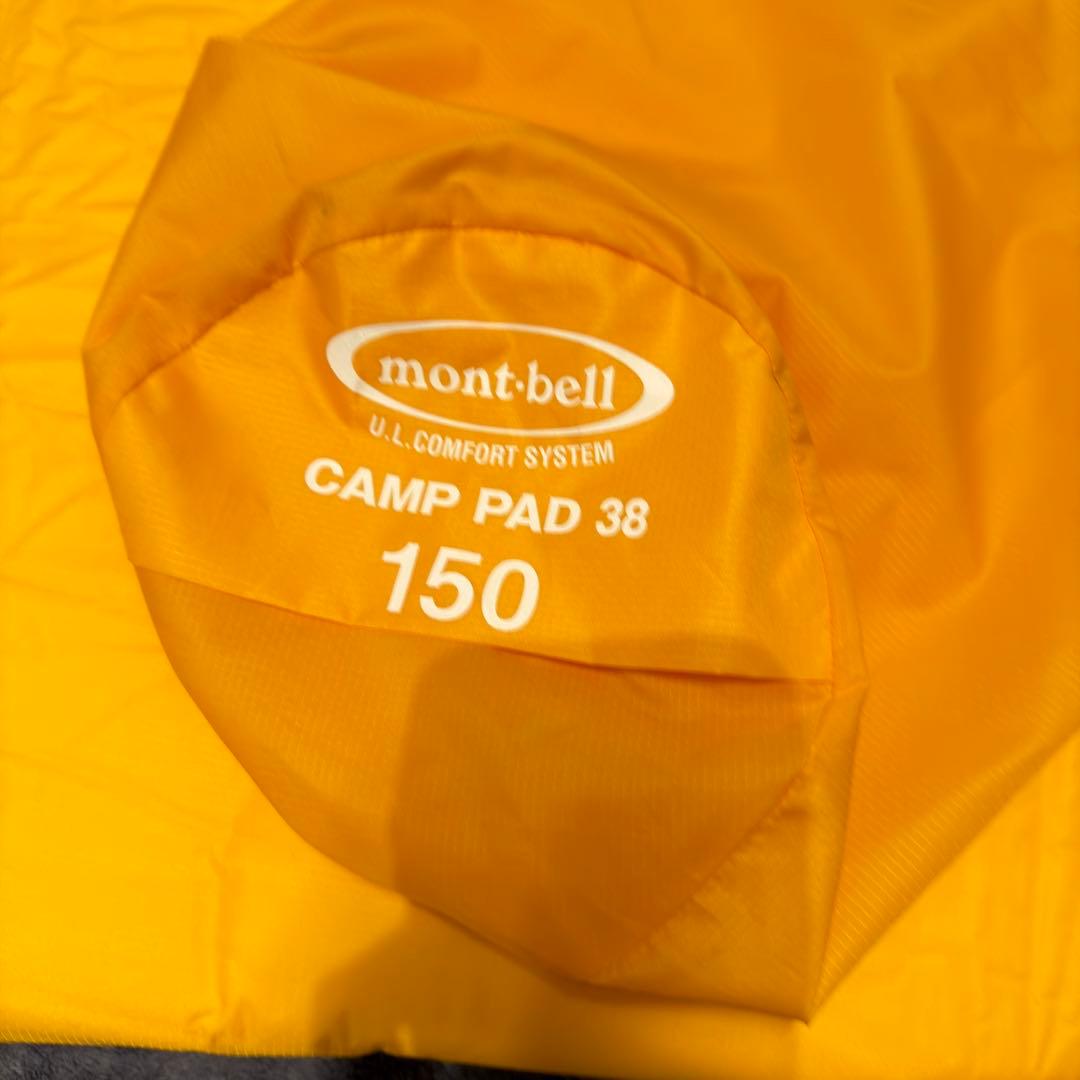 mont·bell
U.L.COMFORT SYSTEM
CAMP PAD 38
150